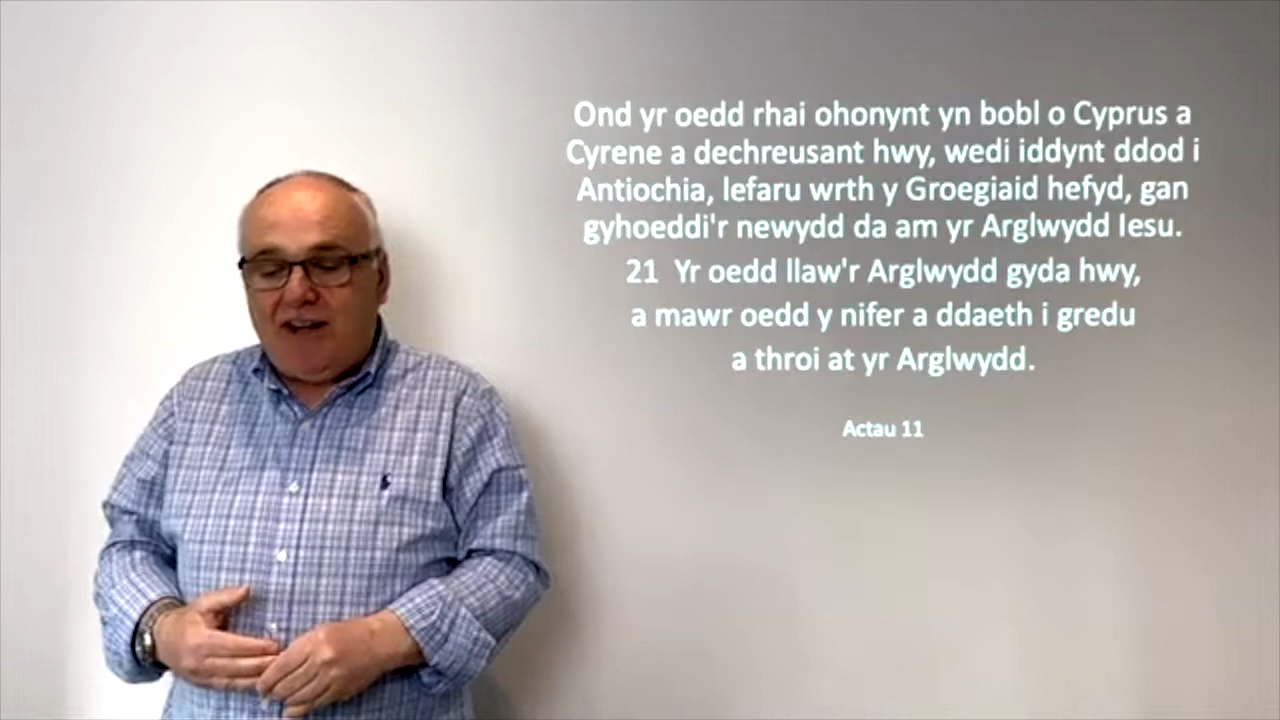 Ond yr oedd rhai ohonynt yn bobl o Cyprus a
Cyrene a dechreusant hwy, wedi iddynt ddod i
Antiochia, lefaru wrth y Groegiaid hefyd, gan
gyhoeddi'r newydd da am yr Arglwydd Iesu.
21 Yr oedd llaw'r Arglwydd gyda hwy,
a mawr oedd y nifer a ddaeth i gredu
a throi at yr Arglwydd.
Actau 11